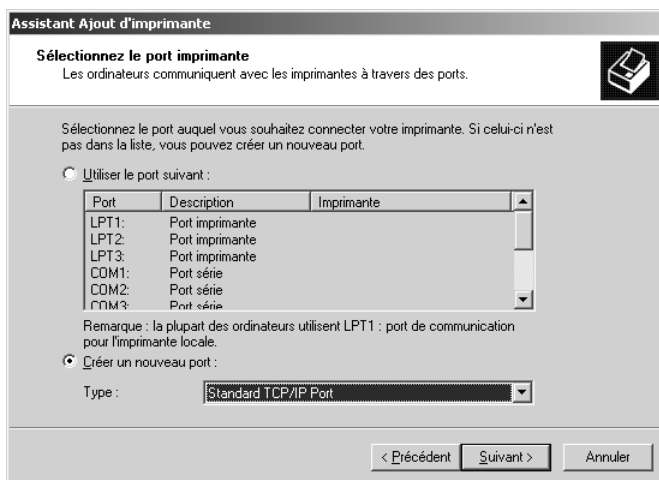 Assistant Ajout d'imprimante
Sélectionnez le port imprimante
Les ordinateurs communiquent avec les imprimantes à travers des ports.
Sélectionnez le port auquel vous souhaitez connecter votre imprimante. Si celui-ci n'est
pas dans la liste, vous pouvez créer un nouveau port.
Utiliser le port suivant :
Port Description Imprimante
LPT1: Port imprimante
LPT2: Port imprimante
LPT3: Port imprimante
COM1: Port série
COM2: Port série
COM3: Port série
Remarque : la plupart des ordinateurs utilisent LPT1 : port de communication
pour l'imprimante locale.
Créer un nouveau port :
Type : Standard TCP/IP Port
< Précédent Suivant > Annuler